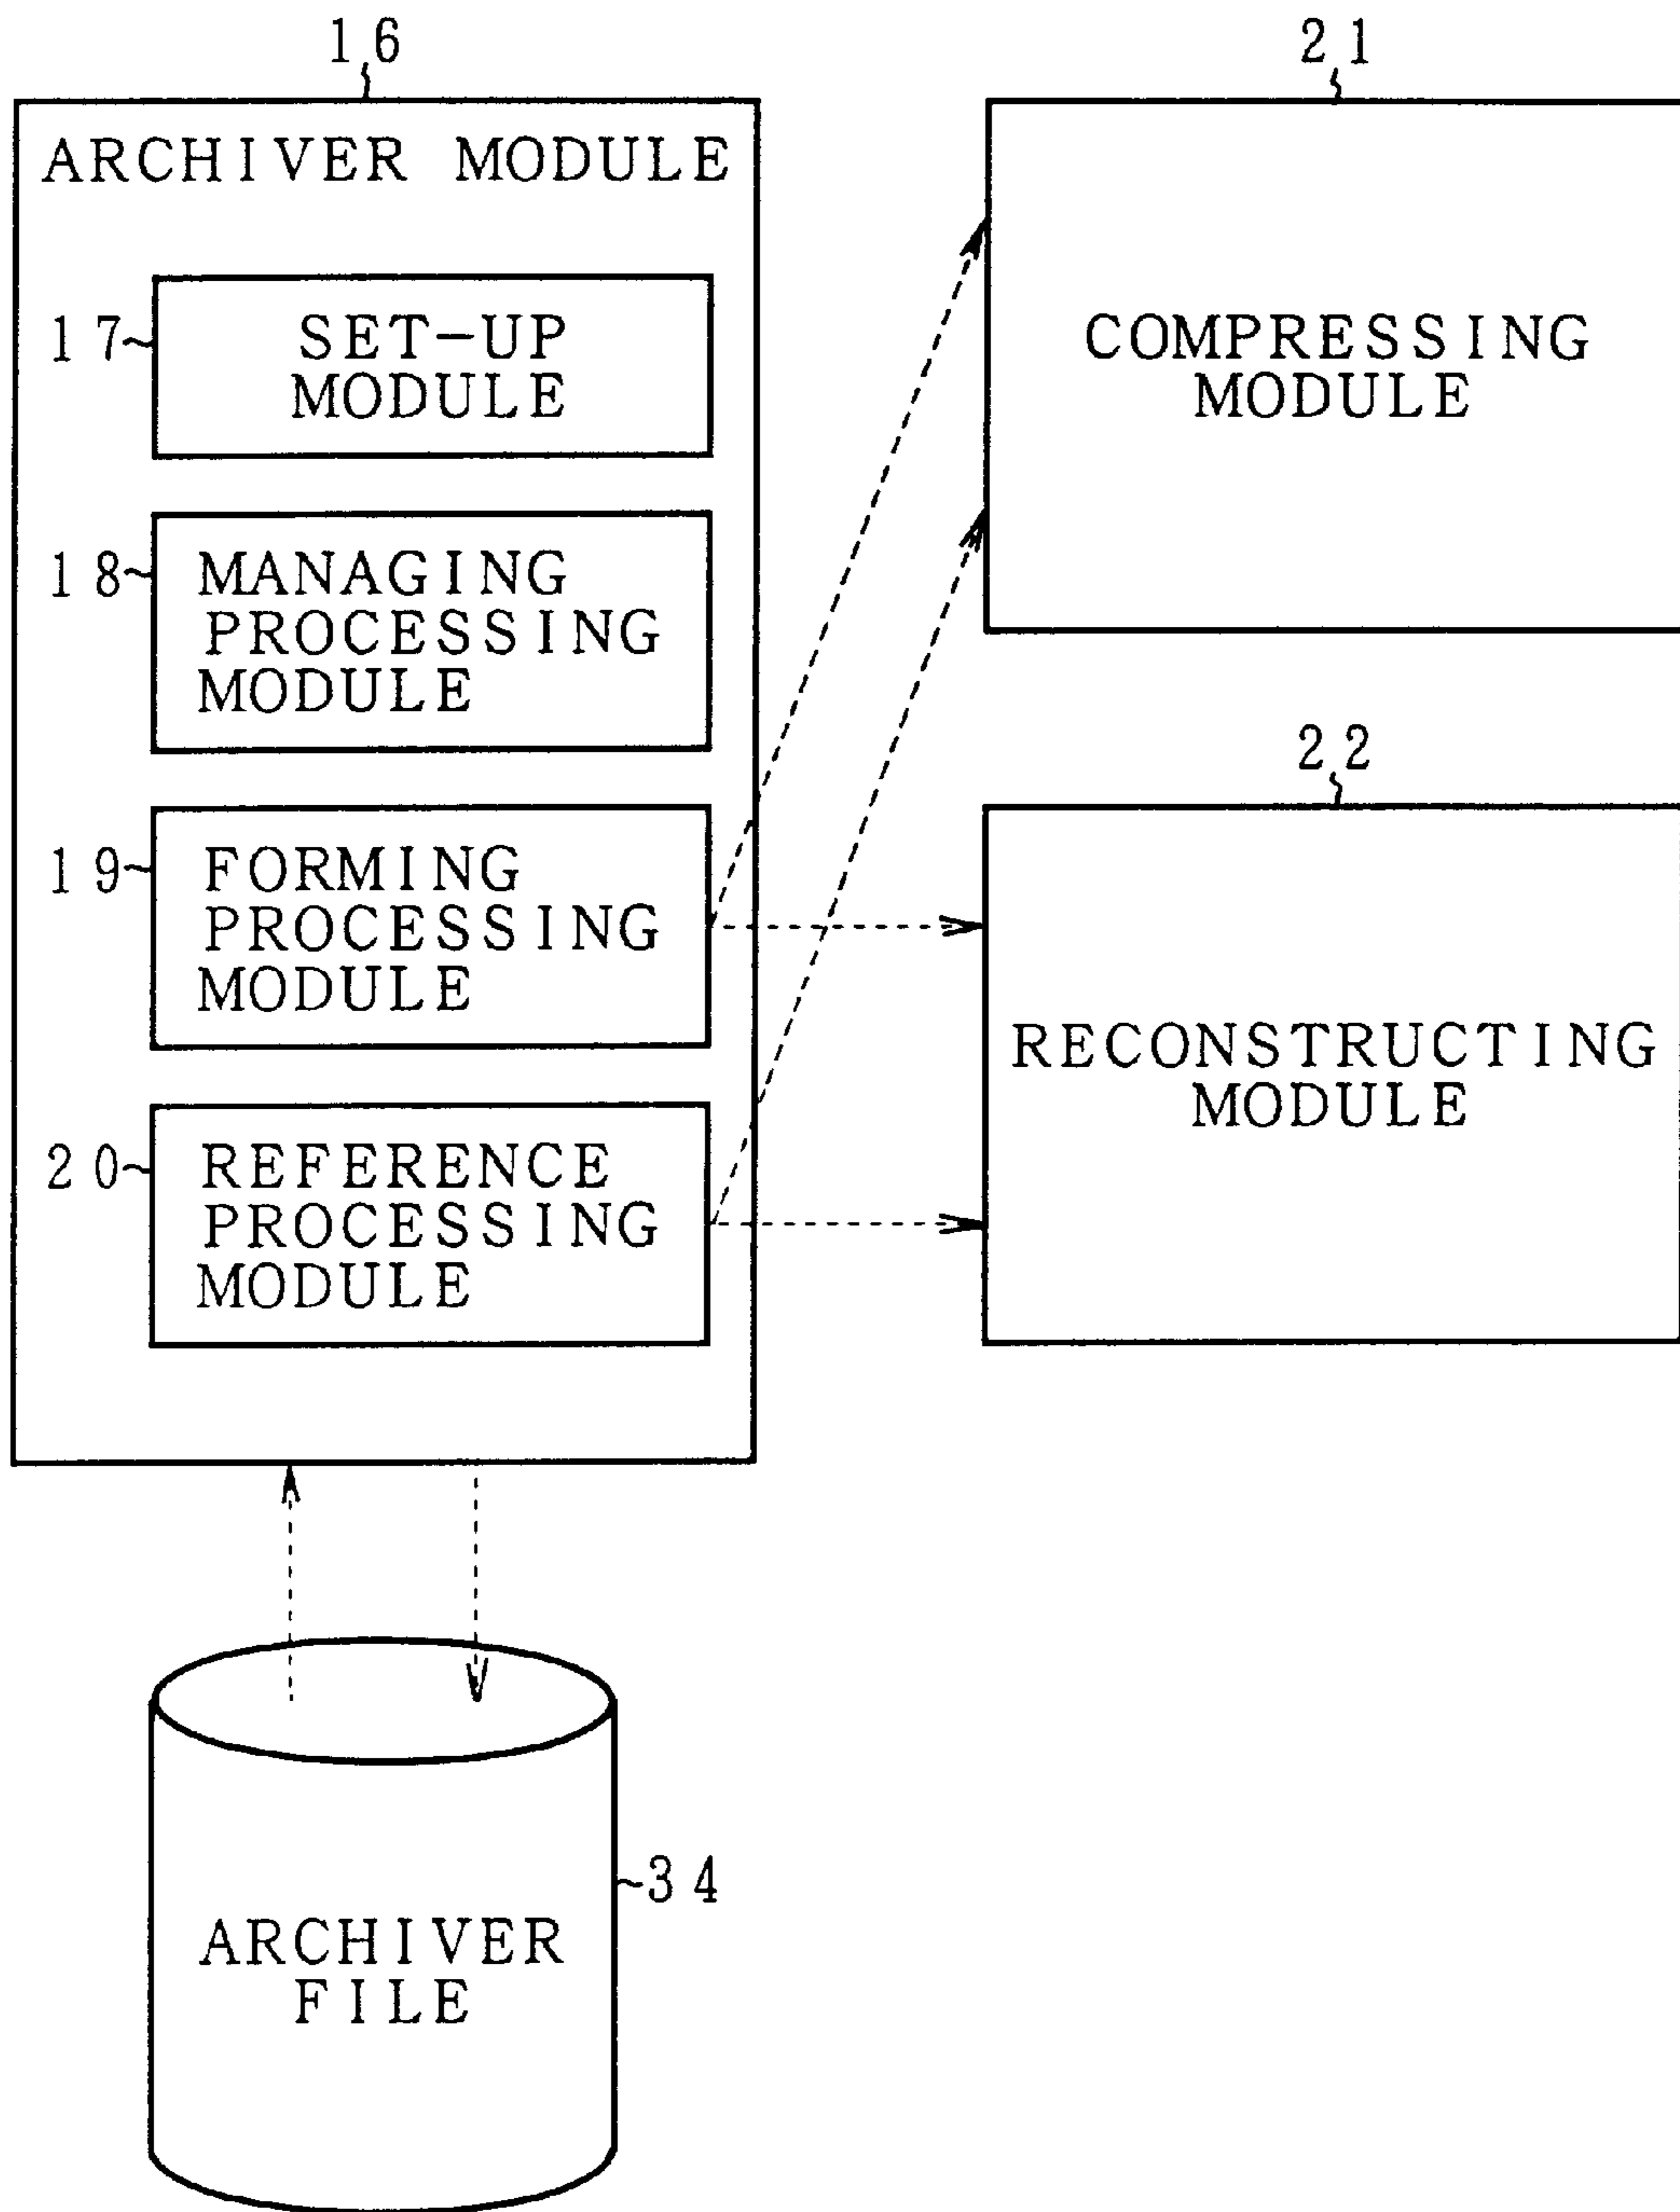 16
ARCHIVER MODULE
17
SET-UP
MODULE
18
MANAGING
PROCESSING
MODULE
19
FORMING
PROCESSING
MODULE
20
REFERENCE
PROCESSING
MODULE
21
COMPRESSING
MODULE
22
RECONSTRUCTING
MODULE
34
ARCHIVER
FILE